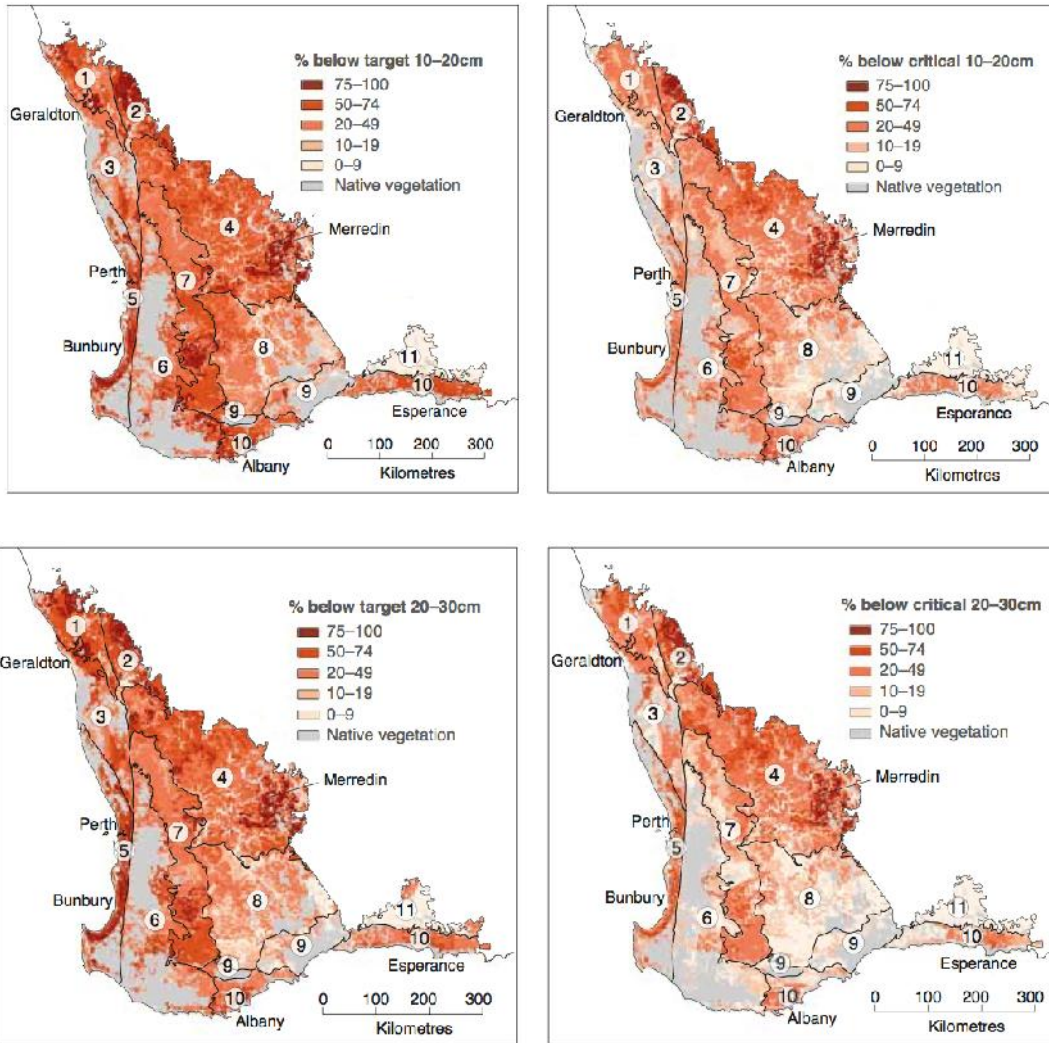 % below target 10–20cm
75–100
50–74
20–49
10–19
0–9
Native vegetation
1
2
Geraldton
3
4
Merredin
Perth
5
7
Bunbury
6
8
11
9
10
9
Esperance
10
Albany
0 100 200 300
Kilometres
% below critical 10–20cm
75–100
50–74
20–49
10–19
0–9
Native vegetation
1
2
Geraldton
3
4
Merredin
Perth
5
7
Bunbury
6
8
11
9
10
9
Esperance
10
Albany
0 100 200 300
Kilometres
% below target 20–30cm
75–100
50–74
20–49
10–19
0–9
Native vegetation
1
2
Geraldton
3
4
Merredin
Perth
5
7
Bunbury
6
8
11
9
10
9
Esperance
10
Albany
0 100 200 300
Kilometres
% below critical 20–30cm
75–100
50–74
20–49
10–19
0–9
Native vegetation
1
2
Geraldton
3
4
Merredin
Perth
5
7
Bunbury
6
8
11
9
10
9
Esperance
10
Albany
0 100 200 300
Kilometres